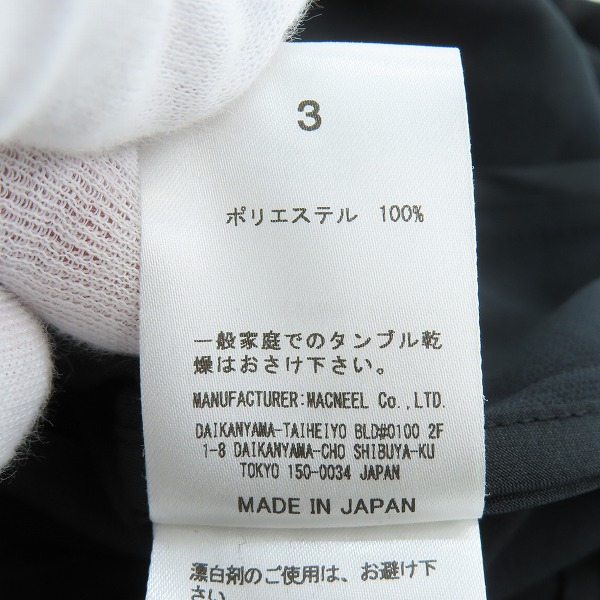 3
ポリエステル 100%
一般家庭でのタンブル乾
燥はおさけ下さい。
MANUFACTURER:MACNEEL Co.,LTD.
DAIKANYAMA-TAIHEIYO BLD#0100 2F
1-8 DAIKANYAMA-CHO SHIBUYA-KU
TOKYO 150-0034 JAPAN
MADE IN JAPAN
漂白剤のご使用は、お避け下
さい